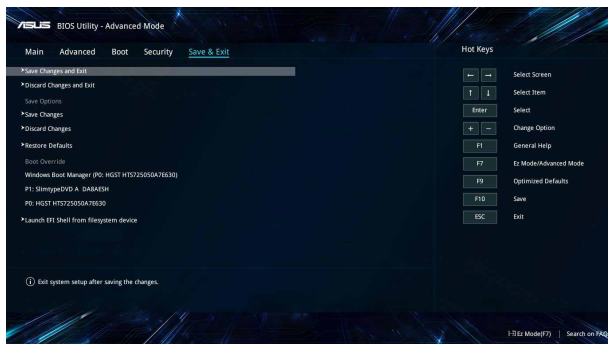 ASUS BIOS Utility - Advanced Mode
Main Advanced Boot Security Save & Exit
Hot Keys
Save Changes and Exit
Discard Changes and Exit
Save Options
Save Changes
Discard Changes
Restore Defaults
Boot Override
Windows Boot Manager (P0: HGST HTS725050A7E630)
P1: SlimtypeDVD A DA8AESH
P0: HGST HTS725050A7E630
Launch EFI Shell from filesystem device
← → Select Screen
↑ ↓ Select Item
Enter Select
+ − Change Option
F1 General Help
F7 Ez Mode/Advanced Mode
F9 Optimized Defaults
F10 Save
ESC Exit
Exit system setup after saving the changes.
Ez Mode(F7) | Search on FAQ